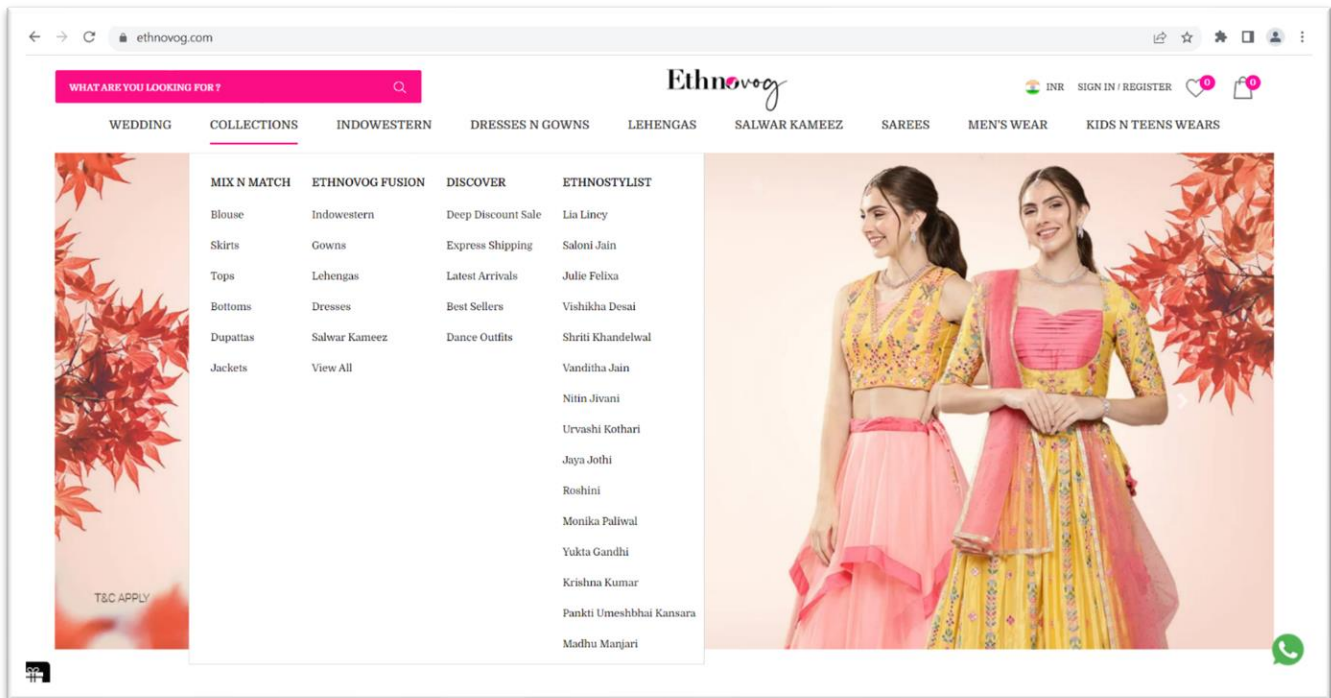 ethnovog.com
WHAT ARE YOU LOOKING FOR ?
Ethnovog
INR SIGN IN / REGISTER 0 0
WEDDING COLLECTIONS INDOWESTERN DRESSES N GOWNS LEHENGAS SALWAR KAMEEZ SAREES MEN'S WEAR KIDS N TEENS WEARS
MIX N MATCH ETHNOVOG FUSION DISCOVER ETHNOSTYLIST
Blouse Indowestern Deep Discount Sale Lia Lincy
Skirts Gowns Express Shipping Saloni Jain
Tops Lehengas Latest Arrivals Julie Felixa
Bottoms Dresses Best Sellers Vishikha Desai
Dupattas Salwar Kameez Dance Outfits Shriti Khandelwal
Jackets View All Vanditha Jain
Nitin Jivani
Urvashi Kothari
Jaya Jothi
Roshini
Monika Paliwal
Yukta Gandhi
Krishna Kumar
T&C APPLY
Pankti Umeshbhai Kansara
Madhu Manjari